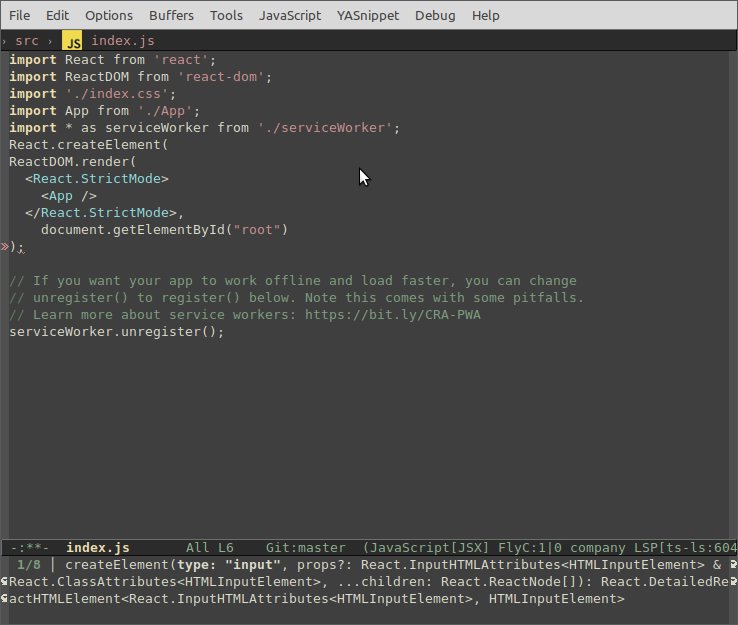 File Edit Options Buffers Tools JavaScript YASnippet Debug Help
› src › JS index.js
import React from 'react';
import ReactDOM from 'react-dom';
import './index.css';
import App from './App';
import * as serviceWorker from './serviceWorker';
React.createElement(
ReactDOM.render(
  <React.StrictMode>
    <App />
  </React.StrictMode>,
    document.getElementById("root")
»);
// If you want your app to work offline and load faster, you can change
// unregister() to register() below. Note this comes with some pitfalls.
// Learn more about service workers: https://bit.ly/CRA-PWA
serviceWorker.unregister();
-:**-  index.js       All L6    Git:master  (JavaScript[JSX] FlyC:1|0 company LSP[ts-ls:604
1/8 | createElement(type: "input", props?: React.InputHTMLAttributes<HTMLInputElement> &
React.ClassAttributes<HTMLInputElement>, ...children: React.ReactNode[]): React.DetailedRe
actHTMLElement<React.InputHTMLAttributes<HTMLInputElement>, HTMLInputElement>